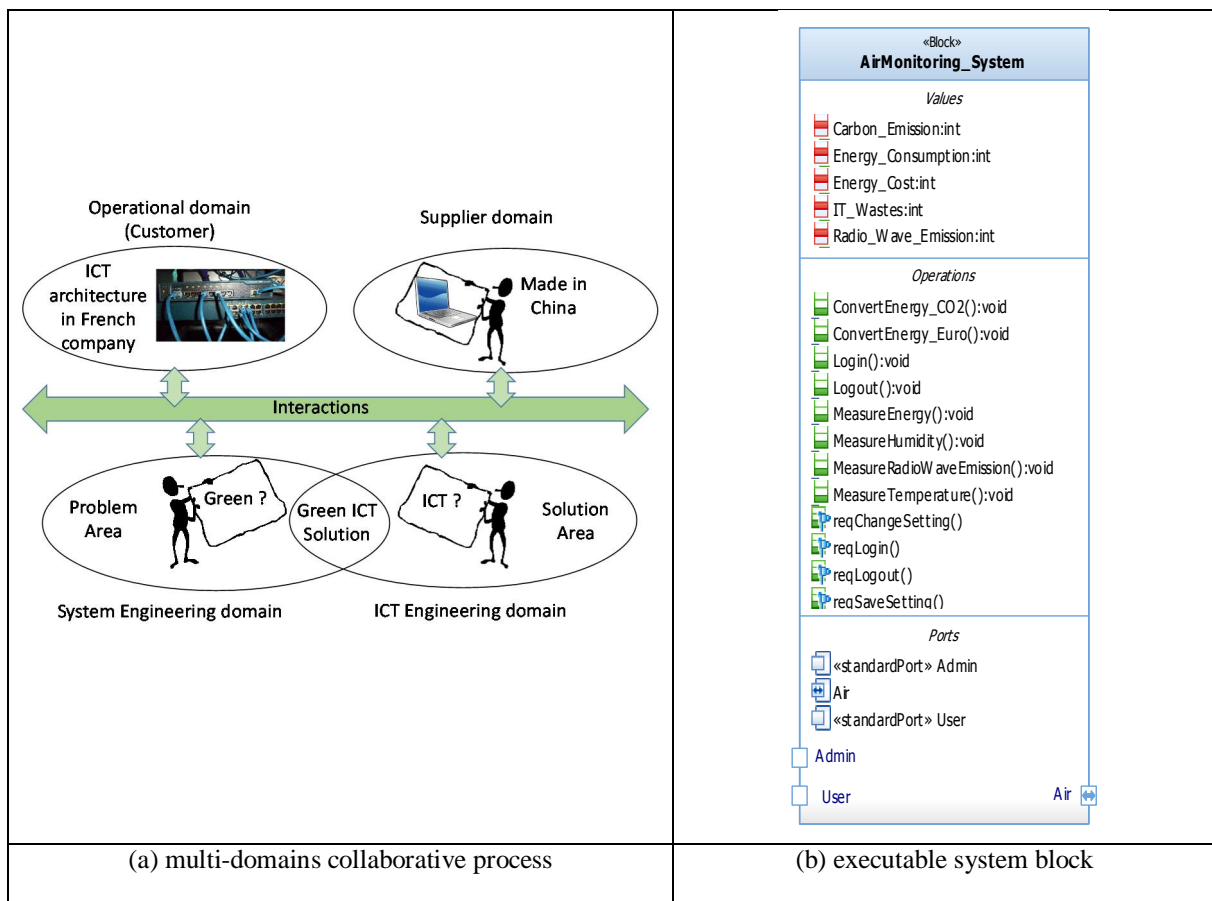 Operational domain
(Customer)
ICT
architecture
in French
company
Supplier domain
Made in
China
Interactions
Problem
Area
Green ?
Green ICT
Solution
ICT ?
Solution
Area
System Engineering domain
ICT Engineering domain
(a) multi-domains collaborative process
«Block»
AirMonitoring_System
Values
Carbon_Emission:int
Energy_Consumption:int
Energy_Cost:int
IT_Wastes:int
Radio_Wave_Emission:int
Operations
ConvertEnergy_CO2():void
ConvertEnergy_Euro():void
Login():void
Logout():void
MeasureEnergy():void
MeasureHumidity():void
MeasureRadioWaveEmission():void
MeasureTemperature():void
reqChangeSetting()
reqLogin()
reqLogout()
reqSaveSetting()
Ports
«standardPort» Admin
Air
«standardPort» User
Admin
User
Air
(b) executable system block